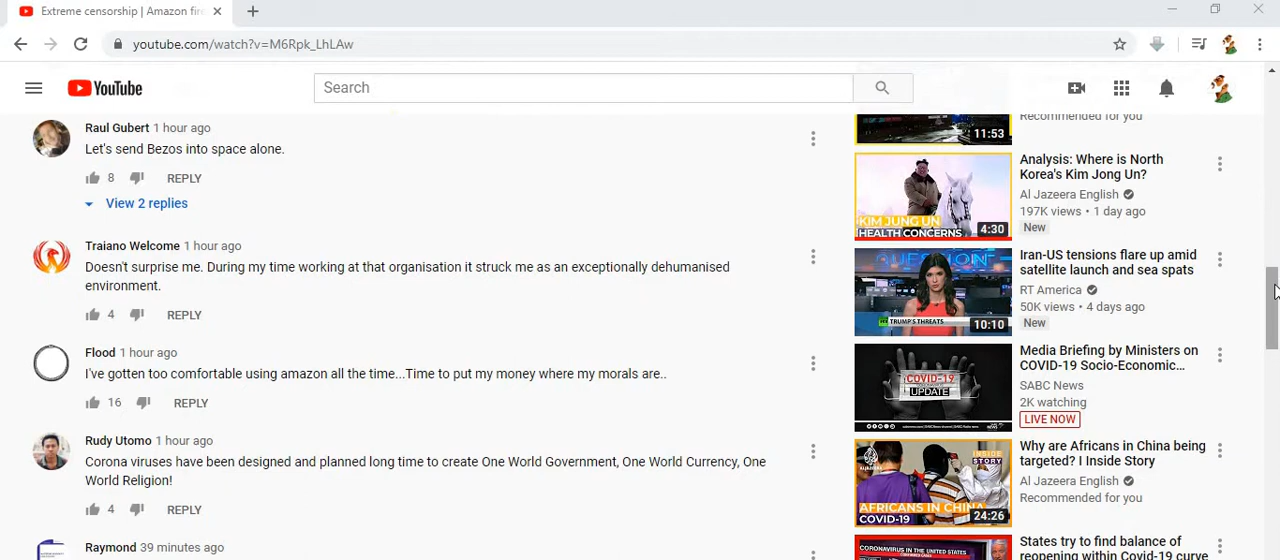 Extreme censorship | Amazon fir
youtube.com/watch?v=M6Rpk_LhLAw
YouTube
Search
Raul Gubert 1 hour ago
Let's send Bezos into space alone.
8 REPLY
View 2 replies
Traiano Welcome 1 hour ago
Doesn't surprise me. During my time working at that organisation it struck me as an exceptionally dehumanised
environment.
4 REPLY
Flood 1 hour ago
I've gotten too comfortable using amazon all the time...Time to put my money where my morals are..
16 REPLY
Rudy Utomo 1 hour ago
Corona viruses have been designed and planned long time to create One World Government, One World Currency, One
World Religion!
4 REPLY
Raymond 39 minutes ago
Recommended for you
11:53
Analysis: Where is North
Korea's Kim Jong Un?
Al Jazeera English
197K views • 1 day ago
New
KIM JUNG UN
HEALTH CONCERNS
4:30
Iran-US tensions flare up amid
satellite launch and sea spats
RT America
50K views • 4 days ago
New
QUESTION
TRUMP'S THREATS
10:10
Media Briefing by Ministers on
COVID-19 Socio-Economic...
SABC News
2K watching
LIVE NOW
COVID-19
UPDATE
Why are Africans in China being
targeted? I Inside Story
Al Jazeera English
Recommended for you
ALJAZEERA
INSIDE
STORY
AFRICANS IN CHINA
COVID-19
24:26
States try to find balance of
reopening within Covid-19 curve
CORONAVIRUS IN THE UNITED STATES